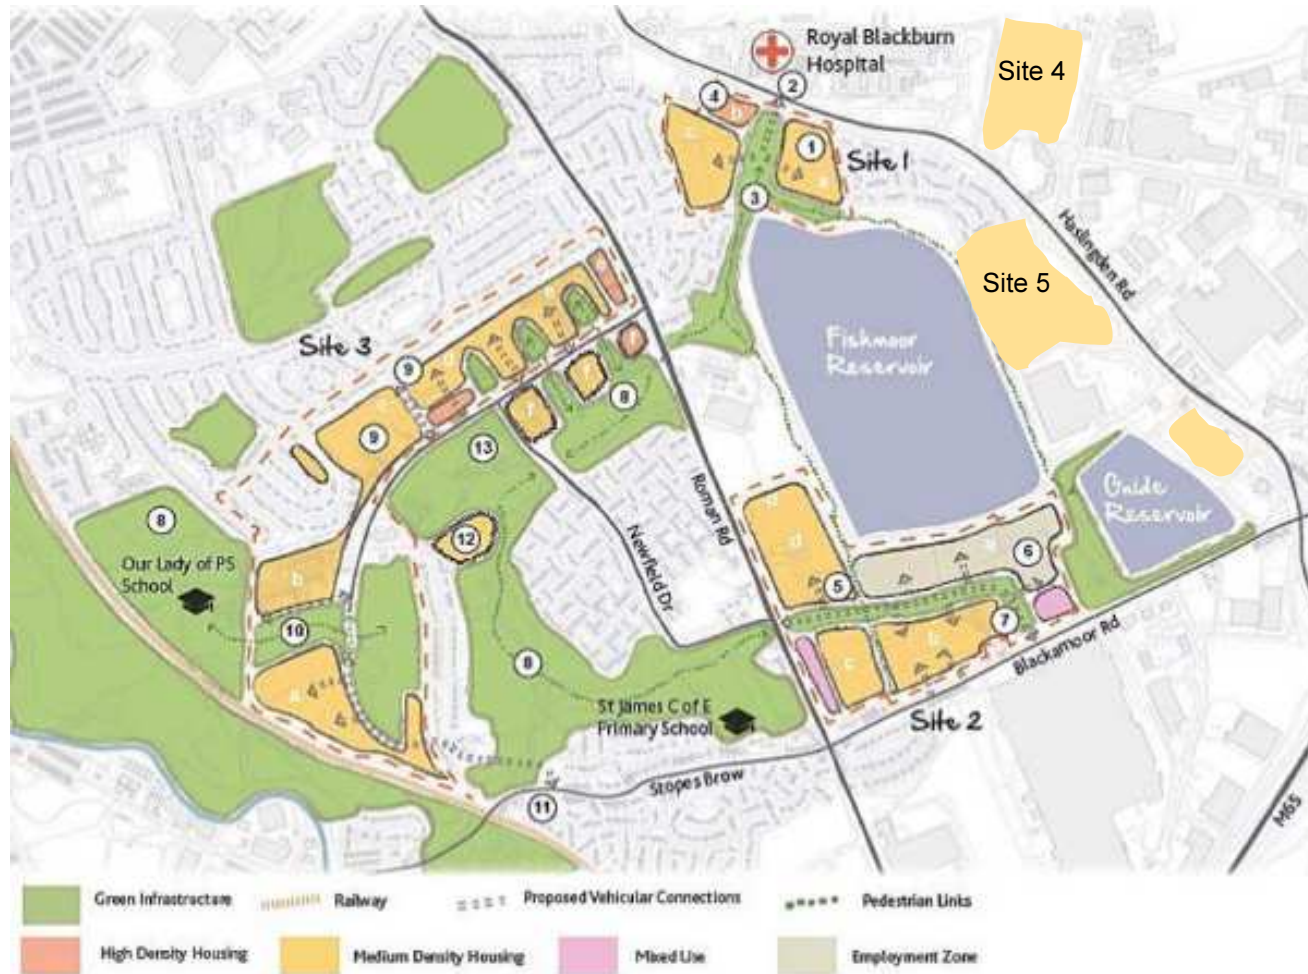 Royal Blackburn
Hospital
Site 4
2
4
b
c
1
a
Site 1
3
Haslingden Rd
Site 5
Fishmoor
Reservoir
Site 3
9
9
8
13
Roman Rd
Guide
Reservoir
12
8
Our Lady of PS
School
Newfield Dr
d
6
5
b
10
7
b
c
Blackamoor Rd
8
St James C of E
Primary School
a
Site 2
Stopes Brow
11
M65
Green Infrastructure
Railway
Proposed Vehicular Connections
Pedestrian Links
High Density Housing
Medium Density Housing
Mixed Use
Employment Zone